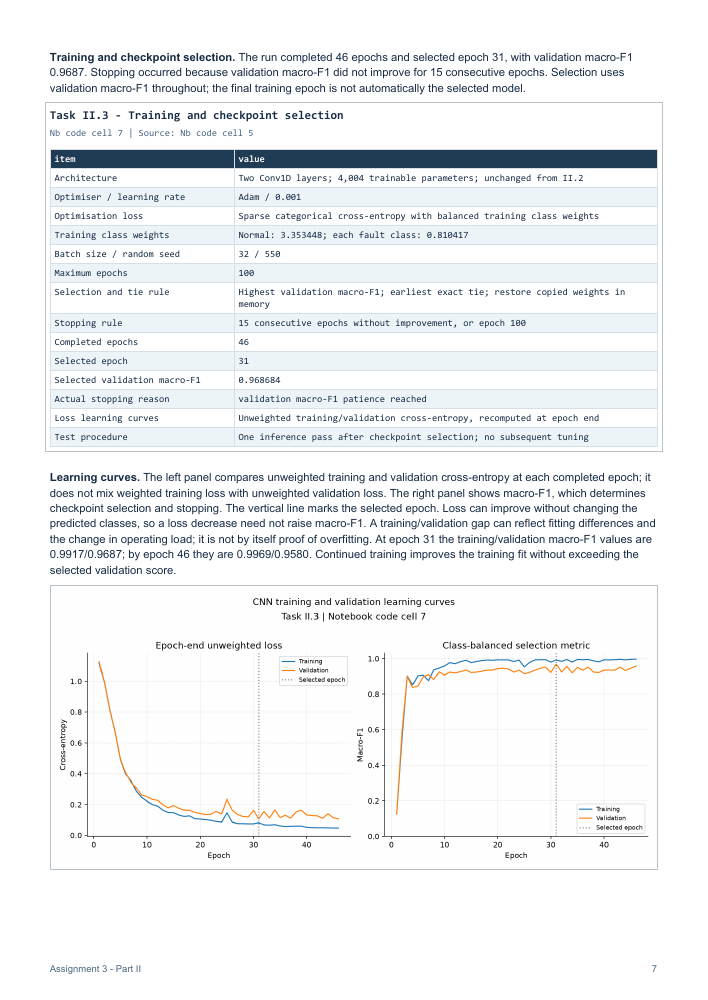 Training and checkpoint selection. The run completed 46 epochs and selected epoch 31, with validation macro-F1
0.9687. Stopping occurred because validation macro-F1 did not improve for 15 consecutive epochs. Selection uses
validation macro-F1 throughout; the final training epoch is not automatically the selected model.
Task II.3 - Training and checkpoint selection
Nb code cell 7 | Source: Nb code cell 5
item value
Architecture Two Conv1D layers; 4,004 trainable parameters; unchanged from II.2
Optimiser / learning rate Adam / 0.001
Optimisation loss Sparse categorical cross-entropy with balanced training class weights
Training class weights Normal: 3.353448; each fault class: 0.810417
Batch size / random seed 32 / 550
Maximum epochs 100
Selection and tie rule Highest validation macro-F1; earliest exact tie; restore copied weights in
memory
Stopping rule 15 consecutive epochs without improvement, or epoch 100
Completed epochs 46
Selected epoch 31
Selected validation macro-F1 0.968684
Actual stopping reason validation macro-F1 patience reached
Loss learning curves Unweighted training/validation cross-entropy, recomputed at epoch end
Test procedure One inference pass after checkpoint selection; no subsequent tuning
Learning curves. The left panel compares unweighted training and validation cross-entropy at each completed epoch; it
does not mix weighted training loss with unweighted validation loss. The right panel shows macro-F1, which determines
checkpoint selection and stopping. The vertical line marks the selected epoch. Loss can improve without changing the
predicted classes, so a loss decrease need not raise macro-F1. A training/validation gap can reflect fitting differences and
the change in operating load; it is not by itself proof of overfitting. At epoch 31 the training/validation macro-F1 values are
0.9917/0.9687; by epoch 46 they are 0.9969/0.9580. Continued training improves the training fit without exceeding the
selected validation score.
CNN training and validation learning curves
Task II.3 | Notebook code cell 7
Epoch-end unweighted loss
Training
Validation
Selected epoch
1.0
0.8
0.6
0.4
0.2
0.0
Cross-entropy
0 10 20 30 40
Epoch
Class-balanced selection metric
1.0
0.8
0.6
0.4
0.2
0.0
Macro-F1
Training
Validation
Selected epoch
0 10 20 30 40
Epoch
Assignment 3 - Part II 7